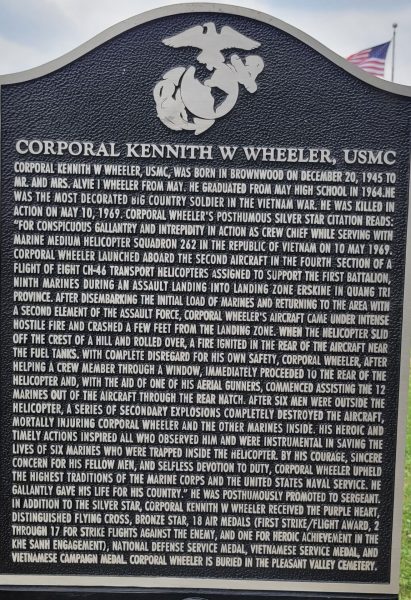 CORPORAL KENNITH W WHEELER, USMC
CORPORAL KENNITH W WHEELER, USMC, WAS BORN IN BROWNWOOD ON DECEMBER 20, 1945 TO
MR. AND MRS. ALVIE I WHEELER FROM MAY. HE GRADUATED FROM MAY HIGH SCHOOL IN 1964.HE
WAS THE MOST DECORATED BIG COUNTRY SOLDIER IN THE VIETNAM WAR. HE WAS KILLED IN
ACTION ON MAY 10, 1969. CORPORAL WHEELER'S POSTHUMOUS SILVER STAR CITATION READS:
"FOR CONSPICUOUS GALLANTRY AND INTREPIDITY IN ACTION AS CREW CHIEF WHILE SERVING WITH
MARINE MEDIUM HELICOPTER SQUADRON 262 IN THE REPUBLIC OF VIETNAM ON 10 MAY 1969.
CORPORAL WHEELER LAUNCHED ABOARD THE SECOND AIRCRAFT IN THE FOURTH SECTION OF A
FLIGHT OF EIGHT CH-46 TRANSPORT HELICOPTERS ASSIGNED TO SUPPORT THE FIRST BATTALION,
NINTH MARINES DURING AN ASSAULT LANDING INTO LANDING ZONE ERSKINE IN QUANG TRI
PROVINCE. AFTER DISEMBARKING THE INITIAL LOAD OF MARINES AND RETURNING TO THE AREA WITH
A SECOND ELEMENT OF THE ASSAULT FORCE, CORPORAL WHEELER'S AIRCRAFT CAME UNDER INTENSE
HOSTILE FIRE AND CRASHED A FEW FEET FROM THE LANDING ZONE. WHEN THE HELICOPTER SLID
OFF THE CREST OF A HILL AND ROLLED OVER, A FIRE IGNITED IN THE REAR OF THE AIRCRAFT NEAR
THE FUEL TANKS. WITH COMPLETE DISREGARD FOR HIS OWN SAFETY, CORPORAL WHEELER, AFTER
HELPING A CREW MEMBER THROUGH A WINDOW, IMMEDIATELY PROCEEDED TO THE REAR OF THE
HELICOPTER AND, WITH THE AID OF ONE OF HIS AERIAL GUNNERS, COMMENCED ASSISTING THE 12
MARINES OUT OF THE AIRCRAFT THROUGH THE REAR HATCH. AFTER SIX MEN WERE OUTSIDE THE
HELICOPTER, A SERIES OF SECONDARY EXPLOSIONS COMPLETELY DESTROYED THE AIRCRAFT,
MORTALLY INJURING CORPORAL WHEELER AND THE OTHER MARINES INSIDE. HIS HEROIC AND
TIMELY ACTIONS INSPIRED ALL WHO OBSERVED HIM AND WERE INSTRUMENTAL IN SAVING THE
LIVES OF SIX MARINES WHO WERE TRAPPED INSIDE THE HELICOPTER. BY HIS COURAGE, SINCERE
CONCERN FOR HIS FELLOW MEN, AND SELFLESS DEVOTION TO DUTY, CORPORAL WHEELER UPHELD
THE HIGHEST TRADITIONS OF THE MARINE CORPS AND THE UNITED STATES NAVAL SERVICE. HE
GALLANTLY GAVE HIS LIFE FOR HIS COUNTRY." HE WAS POSTHUMOUSLY PROMOTED TO SERGEANT.
IN ADDITION TO THE SILVER STAR, CORPORAL KENNITH W WHEELER RECEIVED THE PURPLE HEART,
DISTINGUISHED FLYING CROSS, BRONZE STAR, 18 AIR MEDALS (FIRST STRIKE/FLIGHT AWARD, 2
THROUGH 17 FOR STRIKE FLIGHTS AGAINST THE ENEMY, AND ONE FOR HEROIC ACHIEVEMENT IN THE
KHE SANH ENGAGEMENT), NATIONAL DEFENSE SERVICE MEDAL, VIETNAMESE SERVICE MEDAL, AND
VIETNAMESE CAMPAIGN MEDAL. CORPORAL WHEELER IS BURIED IN THE PLEASANT VALLEY CEMETERY.